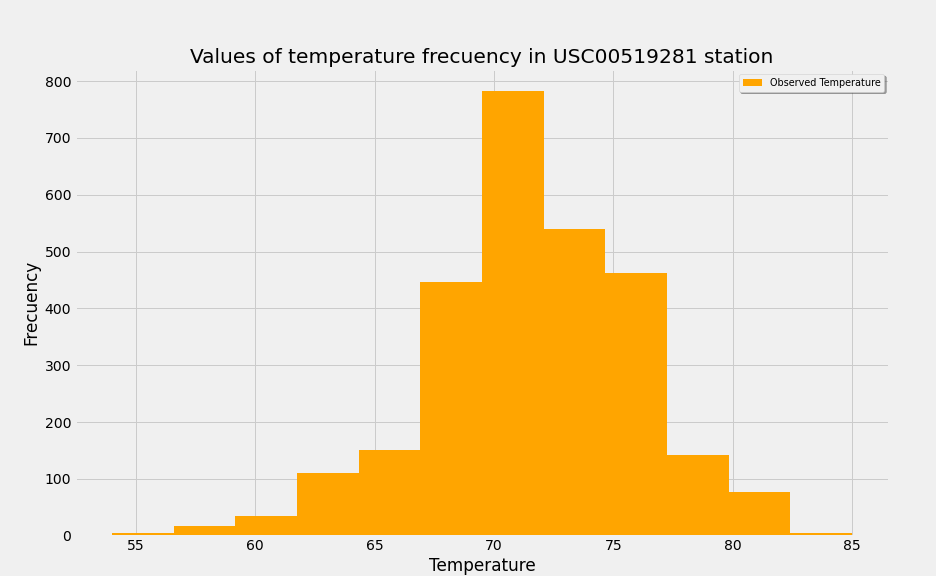 Values of temperature frecuency in USC00519281 station
Observed Temperature
800
700
600
500
400
300
200
100
0
Frecuency
55 60 65 70 75 80 85
Temperature